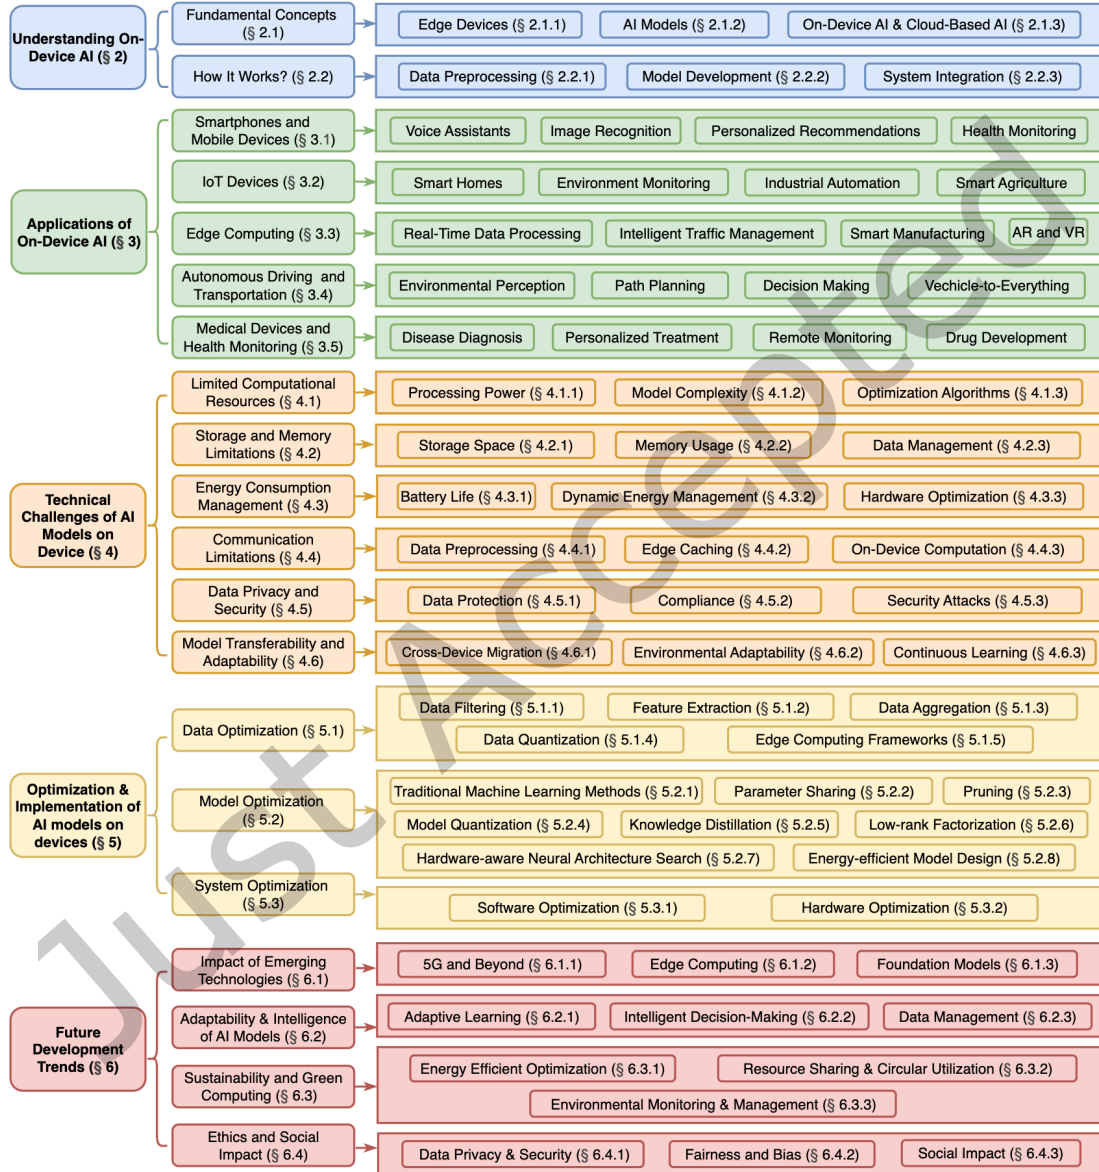 Understanding On-
Device AI (§ 2)
Fundamental Concepts
(§ 2.1)
Edge Devices (§ 2.1.1)
AI Models (§ 2.1.2)
On-Device AI & Cloud-Based AI (§ 2.1.3)
How It Works? (§ 2.2)
Data Preprocessing (§ 2.2.1)
Model Development (§ 2.2.2)
System Integration (§ 2.2.3)
Applications of
On-Device AI (§ 3)
Smartphones and
Mobile Devices (§ 3.1)
Voice Assistants
Image Recognition
Personalized Recommendations
Health Monitoring
IoT Devices (§ 3.2)
Smart Homes
Environment Monitoring
Industrial Automation
Smart Agriculture
Edge Computing (§ 3.3)
Real-Time Data Processing
Intelligent Traffic Management
Smart Manufacturing
AR and VR
Autonomous Driving and
Transportation (§ 3.4)
Environmental Perception
Path Planning
Decision Making
Vechicle-to-Everything
Medical Devices and
Health Monitoring (§ 3.5)
Disease Diagnosis
Personalized Treatment
Remote Monitoring
Drug Development
Technical
Challenges of AI
Models on
Device (§ 4)
Limited Computational
Resources (§ 4.1)
Processing Power (§ 4.1.1)
Model Complexity (§ 4.1.2)
Optimization Algorithms (§ 4.1.3)
Storage and Memory
Limitations (§ 4.2)
Storage Space (§ 4.2.1)
Memory Usage (§ 4.2.2)
Data Management (§ 4.2.3)
Energy Consumption
Management (§ 4.3)
Battery Life (§ 4.3.1)
Dynamic Energy Management (§ 4.3.2)
Hardware Optimization (§ 4.3.3)
Communication
Limitations (§ 4.4)
Data Preprocessing (§ 4.4.1)
Edge Caching (§ 4.4.2)
On-Device Computation (§ 4.4.3)
Data Privacy and
Security (§ 4.5)
Data Protection (§ 4.5.1)
Compliance (§ 4.5.2)
Security Attacks (§ 4.5.3)
Model Transferability and
Adaptability (§ 4.6)
Cross-Device Migration (§ 4.6.1)
Environmental Adaptability (§ 4.6.2)
Continuous Learning (§ 4.6.3)
Optimization &
Implementation of
AI models on
devices (§ 5)
Data Optimization (§ 5.1)
Data Filtering (§ 5.1.1)
Feature Extraction (§ 5.1.2)
Data Aggregation (§ 5.1.3)
Data Quantization (§ 5.1.4)
Edge Computing Frameworks (§ 5.1.5)
Model Optimization
(§ 5.2)
Traditional Machine Learning Methods (§ 5.2.1)
Parameter Sharing (§ 5.2.2)
Pruning (§ 5.2.3)
Model Quantization (§ 5.2.4)
Knowledge Distillation (§ 5.2.5)
Low-rank Factorization (§ 5.2.6)
Hardware-aware Neural Architecture Search (§ 5.2.7)
Energy-efficient Model Design (§ 5.2.8)
System Optimization
(§ 5.3)
Software Optimization (§ 5.3.1)
Hardware Optimization (§ 5.3.2)
Future
Development
Trends (§ 6)
Impact of Emerging
Technologies (§ 6.1)
5G and Beyond (§ 6.1.1)
Edge Computing (§ 6.1.2)
Foundation Models (§ 6.1.3)
Adaptability & Intelligence
of AI Models (§ 6.2)
Adaptive Learning (§ 6.2.1)
Intelligent Decision-Making (§ 6.2.2)
Data Management (§ 6.2.3)
Sustainability and Green
Computing (§ 6.3)
Energy Efficient Optimization (§ 6.3.1)
Resource Sharing & Circular Utilization (§ 6.3.2)
Environmental Monitoring & Management (§ 6.3.3)
Ethics and Social
Impact (§ 6.4)
Data Privacy & Security (§ 6.4.1)
Fairness and Bias (§ 6.4.2)
Social Impact (§ 6.4.3)
Just Accepted